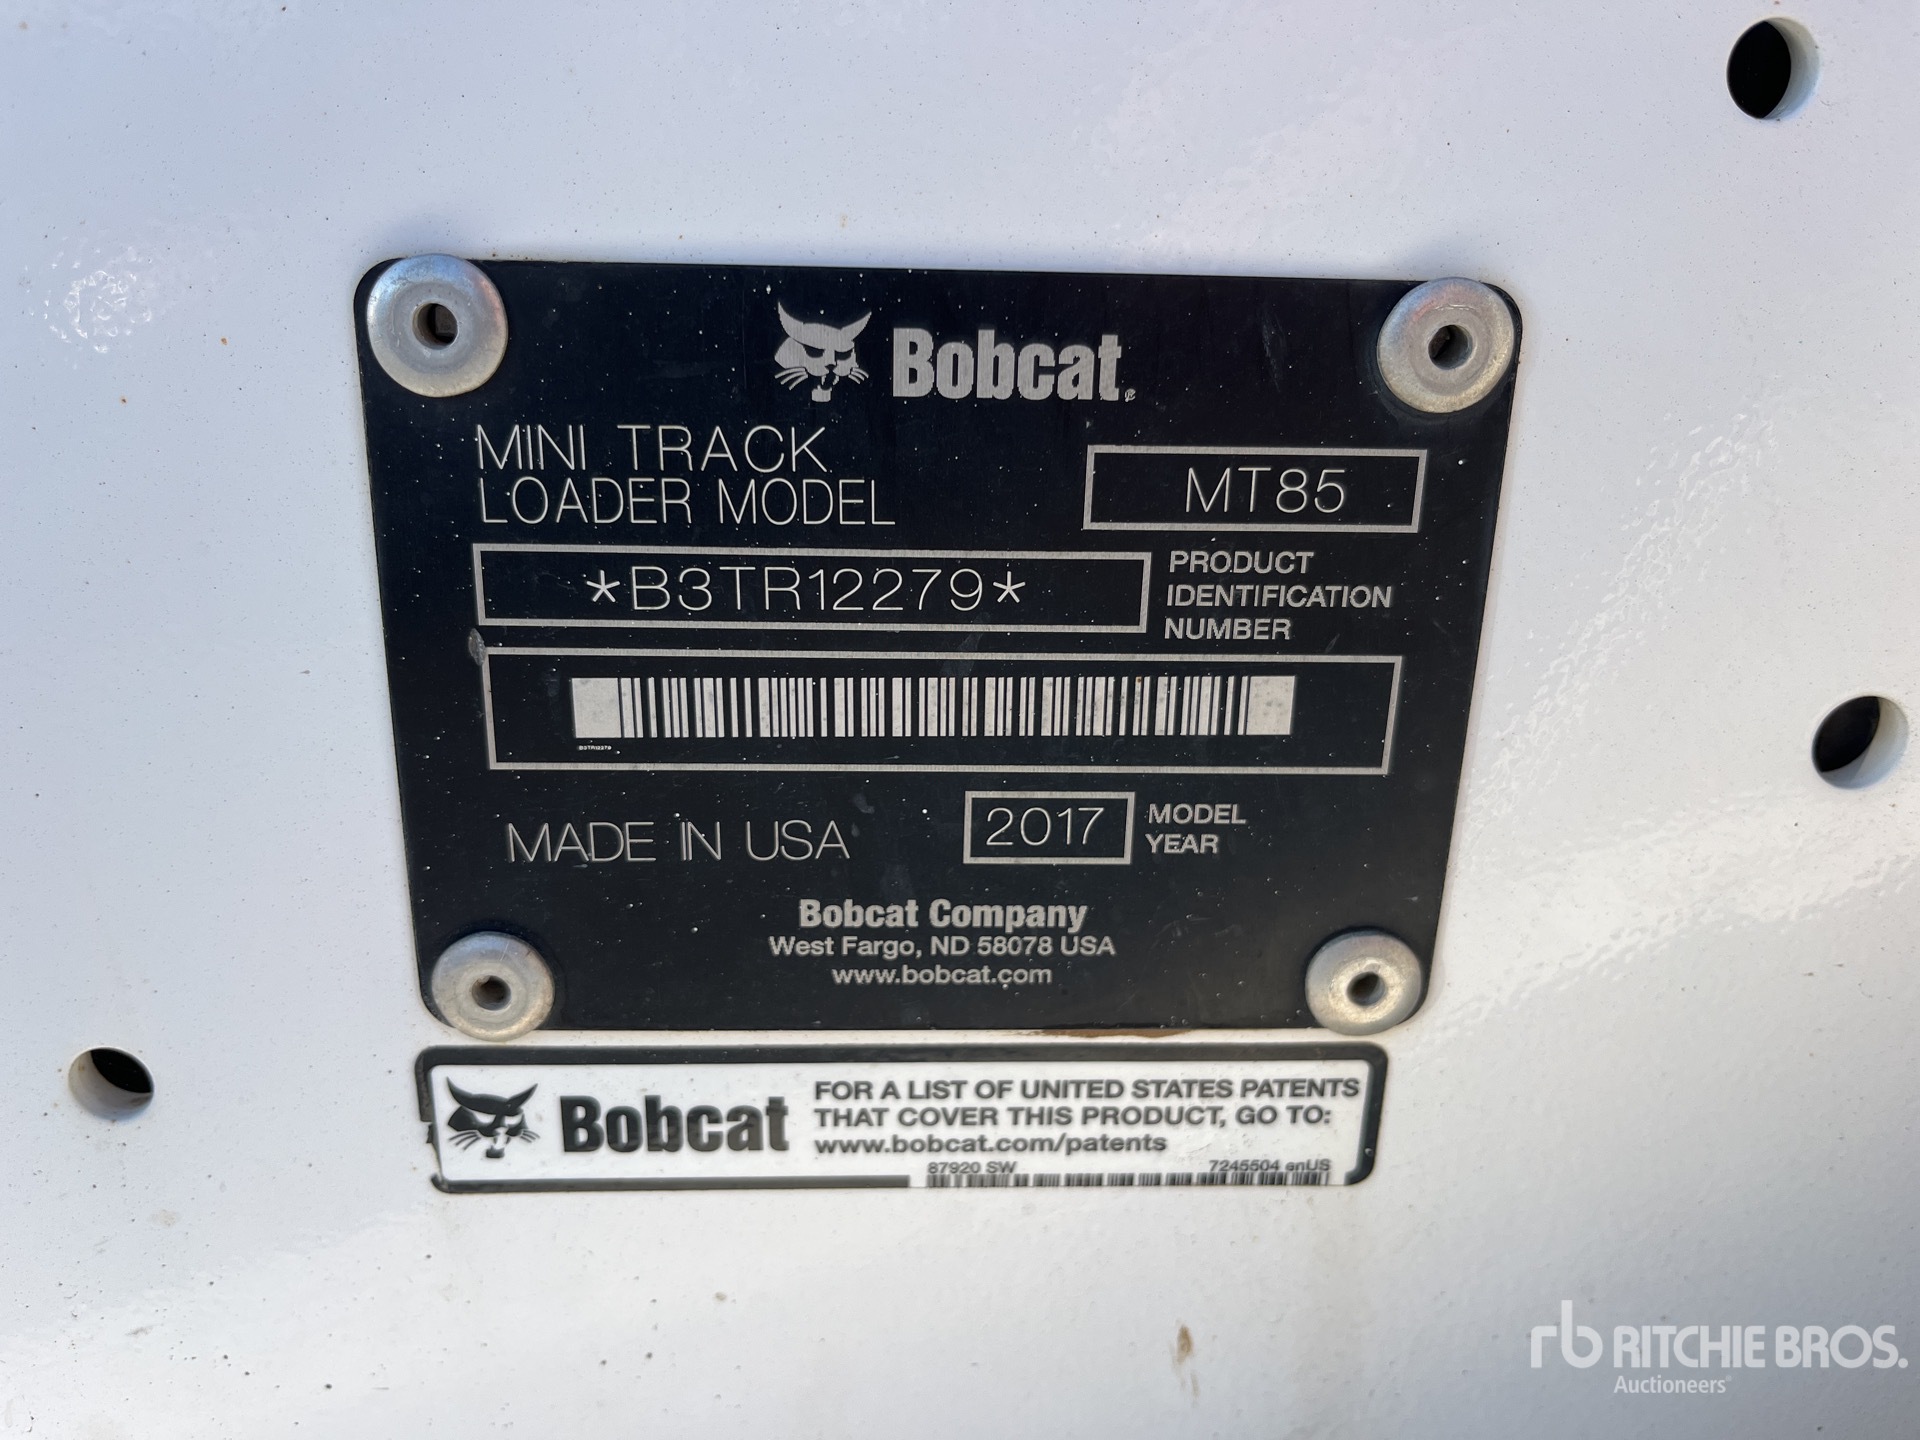 Bobcat®
MINI TRACK
LOADER MODEL
MT85
*B3TR12279*
PRODUCT
IDENTIFICATION
NUMBER
B3TR12279
MADE IN USA
2017
MODEL
YEAR
Bobcat Company
West Fargo, ND 58078 USA
www.bobcat.com
Bobcat
FOR A LIST OF UNITED STATES PATENTS
THAT COVER THIS PRODUCT, GO TO:
www.bobcat.com/patents
87920 SW 7245504 enUS
rb RITCHIE BROS.
Auctioneers